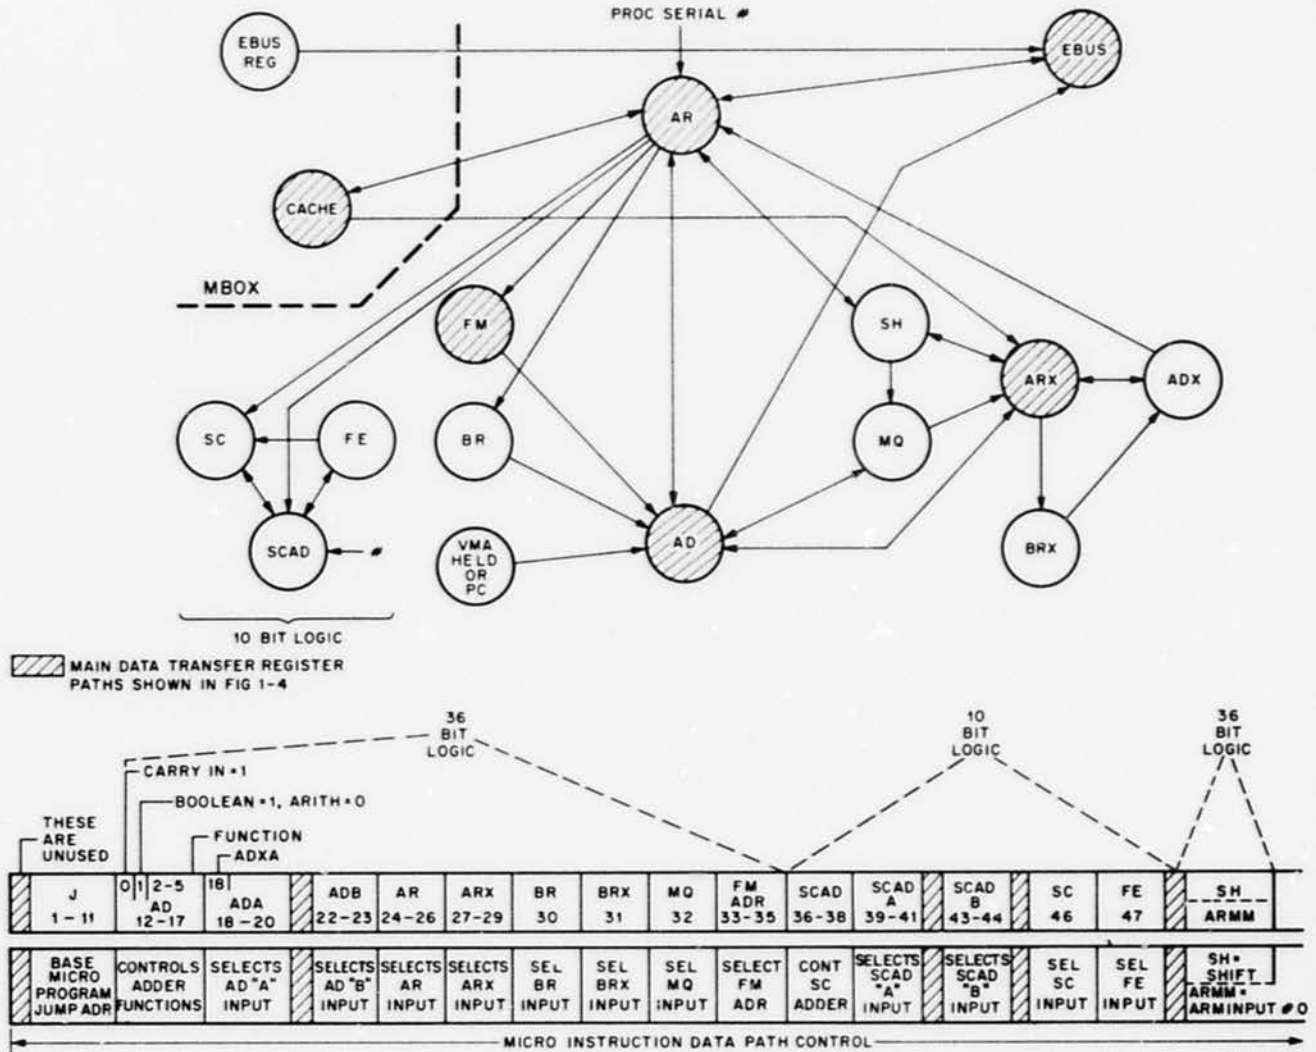 PROC SERIAL #
EBUS
REG
EBUS
AR
CACHE
MBOX
FM
SH
ARX
ADX
SC
FE
BR
MQ
SCAD
#
VMA
HELD
OR
PC
AD
BRX
10 BIT LOGIC
MAIN DATA TRANSFER REGISTER
PATHS SHOWN IN FIG 1-4
36
BIT
LOGIC
10
BIT
LOGIC
36
BIT
LOGIC
CARRY IN=1
BOOLEAN=1, ARITH=0
THESE
ARE
UNUSED
FUNCTION
ADXA
J
1-11
0 1 2-5
AD
12-17
18
ADA
18-20
ADB
22-23
AR
24-26
ARX
27-29
BR
30
BRX
31
MQ
32
FM
ADR
33-35
SCAD
36-38
SCAD
A
39-41
SCAD
B
43-44
SC
46
FE
47
SH
ARMM
BASE
MICRO
PROGRAM
JUMP ADR
CONTROLS
ADDER
FUNCTIONS
SELECTS
AD "A"
INPUT
SELECTS
AD "B"
INPUT
SELECTS
AR
INPUT
SELECTS
ARX
INPUT
SEL
BR
INPUT
SEL
BRX
INPUT
SEL
MQ
INPUT
SELECT
FM
ADR
CONT
SC
ADDER
SELECTS
SCAD
"A"
INPUT
SELECTS
SCAD
"B"
INPUT
SEL
SC
INPUT
SEL
FE
INPUT
SH=
SHIFT
ARMM=
ARM INPUT # 0
MICRO INSTRUCTION DATA PATH CONTROL